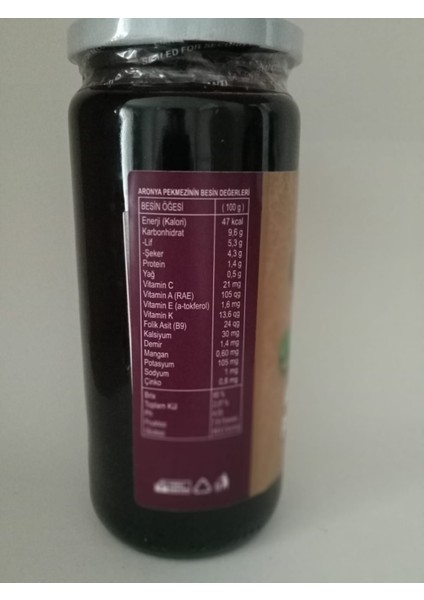 SEALED FOR
ARONYA PEKMEZİNİN BESİN DEĞERLERİ
BESİN ÖĞESİ ( 100 g )
Enerji (Kalori) 47 kcal
Karbonhidrat 9,6 g
-Lif 5,3 g
-Şeker 4,3 g
Protein 1,4 g
Yağ 0,5 g
Vitamin C 21 mg
Vitamin A (RAE) 105 qg
Vitamin E (a-tokferol) 1,6 mg
Vitamin K 13,6 qg
Folik Asit (B9) 24 qg
Kalsiyum 30 mg
Demir 1,4 mg
Mangan 0,60 mg
Potasyum 105 mg
Sodyum 1 mg
Çinko 0,8 mg
Brix
Toplam Kül